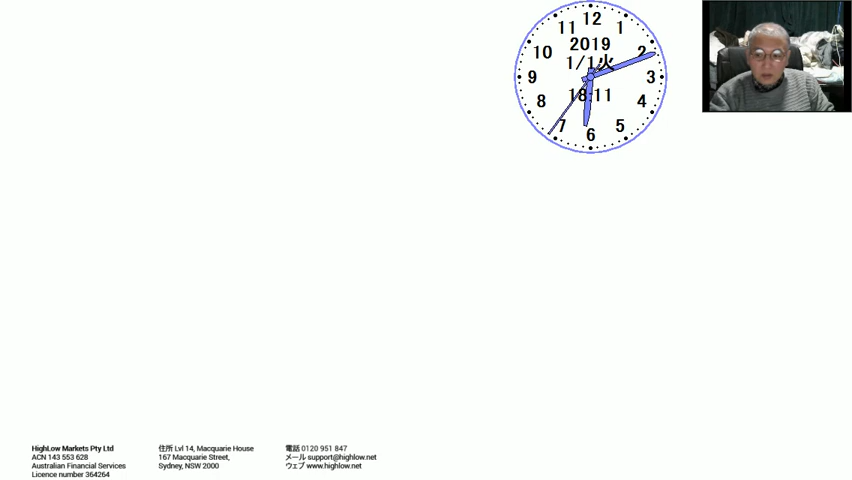 12
11 1
2019
10 2
1/1火
9 3
18:11
8 4
7 5
6
HighLow Markets Pty Ltd
ACN 143 553 628
Australian Financial Services
Licence number 364264
住所 Lvl 14, Macquarie House
167 Macquarie Street,
Sydney, NSW 2000
電話 0120 951 847
メール support@highlow.net
ウェブ www.highlow.net